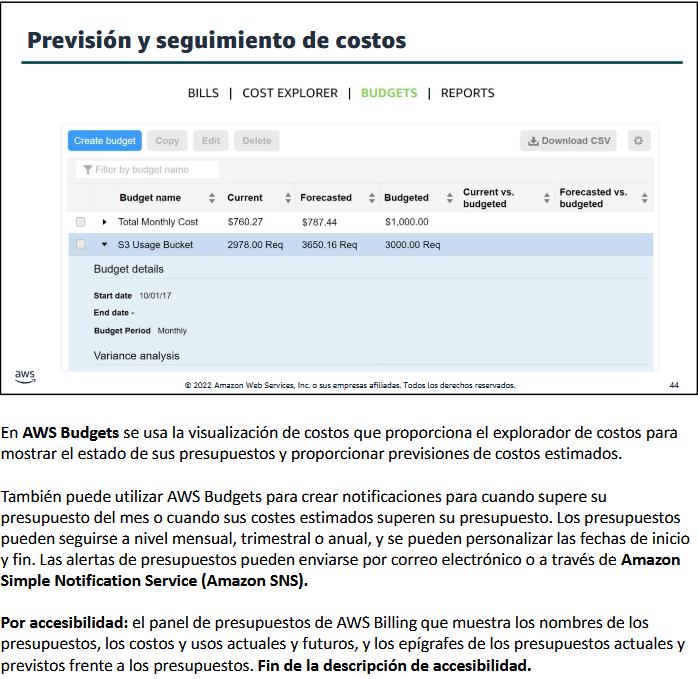 Previsión y seguimiento de costos
BILLS | COST EXPLORER | BUDGETS | REPORTS
Create budget Copy Edit Delete Download CSV
Filter by budget name
Budget name Current Forecasted Budgeted Current vs. budgeted Forecasted vs. budgeted
Total Monthly Cost $760.27 $787.44 $1,000.00
S3 Usage Bucket 2978.00 Req 3650.16 Req 3000.00 Req
Budget details
Start date 10/01/17
End date -
Budget Period Monthly
Variance analysis
aws
© 2022 Amazon Web Services, Inc. o sus empresas afiliadas. Todos los derechos reservados.
44
En AWS Budgets se usa la visualización de costos que proporciona el explorador de costos para
mostrar el estado de sus presupuestos y proporcionar previsiones de costos estimados.
También puede utilizar AWS Budgets para crear notificaciones para cuando supere su
presupuesto del mes o cuando sus costes estimados superen su presupuesto. Los presupuestos
pueden seguirse a nivel mensual, trimestral o anual, y se pueden personalizar las fechas de inicio
y fin. Las alertas de presupuestos pueden enviarse por correo electrónico o a través de Amazon
Simple Notification Service (Amazon SNS).
Por accesibilidad: el panel de presupuestos de AWS Billing que muestra los nombres de los
presupuestos, los costos y usos actuales y futuros, y los epígrafes de los presupuestos actuales y
previstos frente a los presupuestos. Fin de la descripción de accesibilidad.